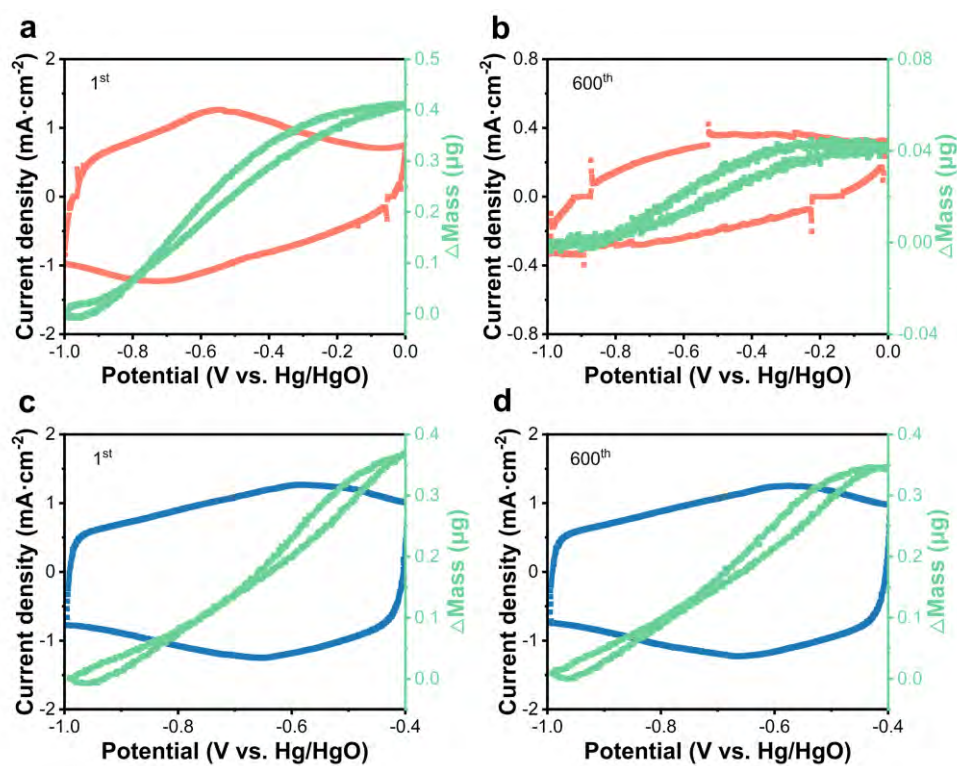 a
1st
Current density (mA·cm-2)
2
1
0
-1
-2
0.5
0.4
0.3
0.2
0.1
0.0
△Mass (μg)
-1.0 -0.8 -0.6 -0.4 -0.2 0.0
Potential (V vs. Hg/HgO)
b
600th
Current density (mA·cm-2)
0.8
0.4
0.0
-0.4
-0.8
0.08
0.04
0.00
-0.04
△Mass (μg)
-1.0 -0.8 -0.6 -0.4 -0.2 0.0
Potential (V vs. Hg/HgO)
c
1st
Current density (mA·cm-2)
2
1
0
-1
-2
0.4
0.3
0.2
0.1
0.0
△Mass (μg)
-1.0 -0.8 -0.6 -0.4
Potential (V vs. Hg/HgO)
d
600th
Current density (mA·cm-2)
2
1
0
-1
-2
0.4
0.3
0.2
0.1
0.0
△Mass (μg)
-1.0 -0.8 -0.6 -0.4
Potential (V vs. Hg/HgO)